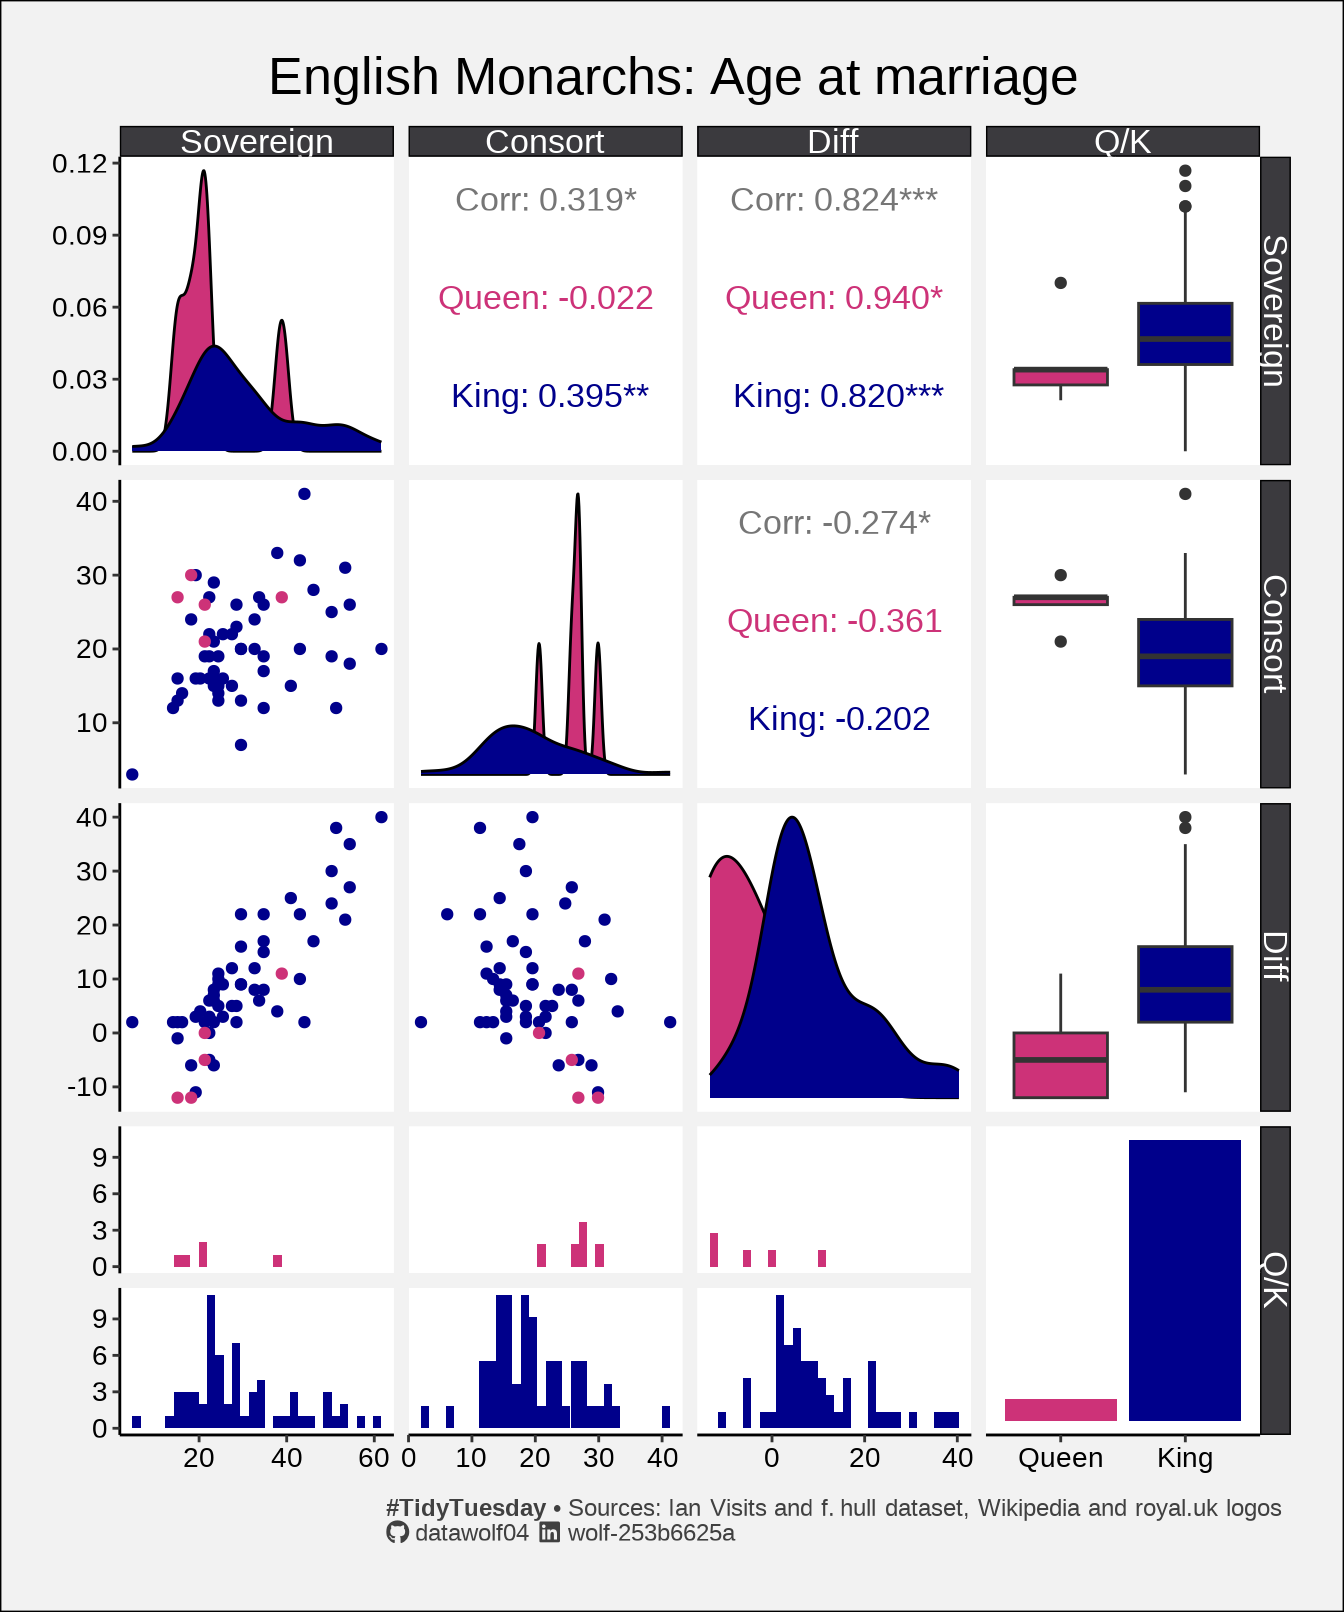 English Monarchs: Age at marriage
Sovereign Consort Diff Q/K
0.12
0.09
0.06
0.03
0.00
Corr: 0.319*
Queen: -0.022
King: 0.395**
Corr: 0.824***
Queen: 0.940*
King: 0.820***
Sovereign
40
30
20
10
Corr: -0.274*
Queen: -0.361
King: -0.202
Consort
40
30
20
10
0
-10
Diff
9
6
3
0
9
6
3
0
Q/K
20 40 60 0 10 20 30 40 0 20 40 Queen King
#TidyTuesday • Sources: Ian Visits and f. hull dataset, Wikipedia and royal.uk logos
datawolf04 in wolf-253b6625a